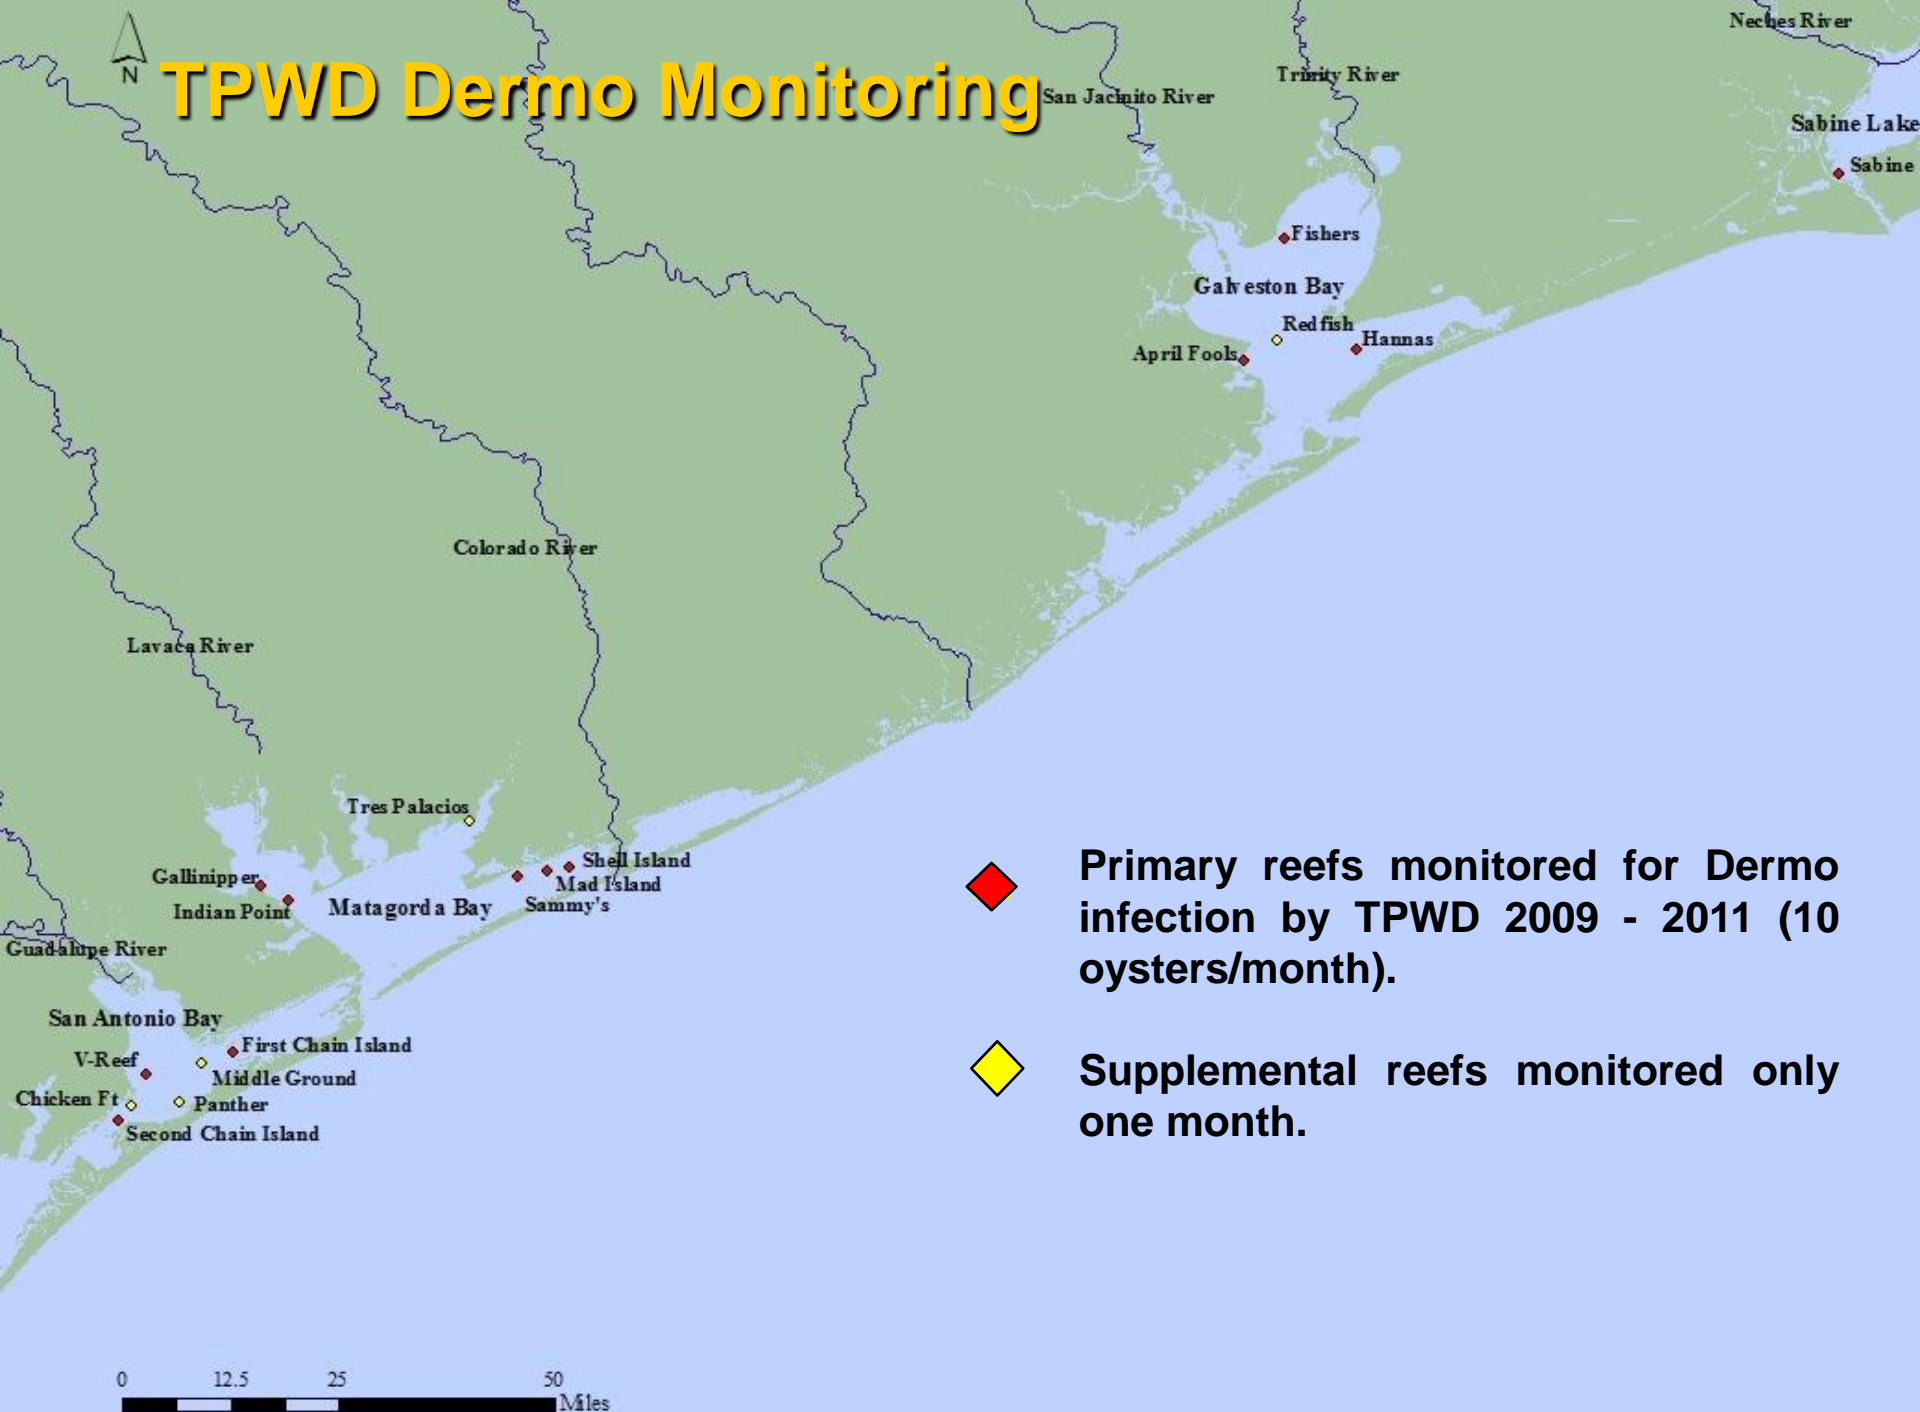 Neches River
N
TPWD Dermo Monitoring
San Jacinito River
Trinity River
Sabine Lake
Sabine
Fishers
Galveston Bay
Redfish
Hannas
April Fools
Colorado River
Lavaca River
Tres Palacios
Shell Island
Gallinipper
Mad Island
Indian Point
Matagorda Bay
Sammy's
Guadalupe River
San Antonio Bay
First Chain Island
V-Reef
Middle Ground
Chicken Ft
Panther
Second Chain Island
Primary reefs monitored for Dermo
infection by TPWD 2009 - 2011 (10
oysters/month).
Supplemental reefs monitored only
one month.
0 12.5 25 50
Miles